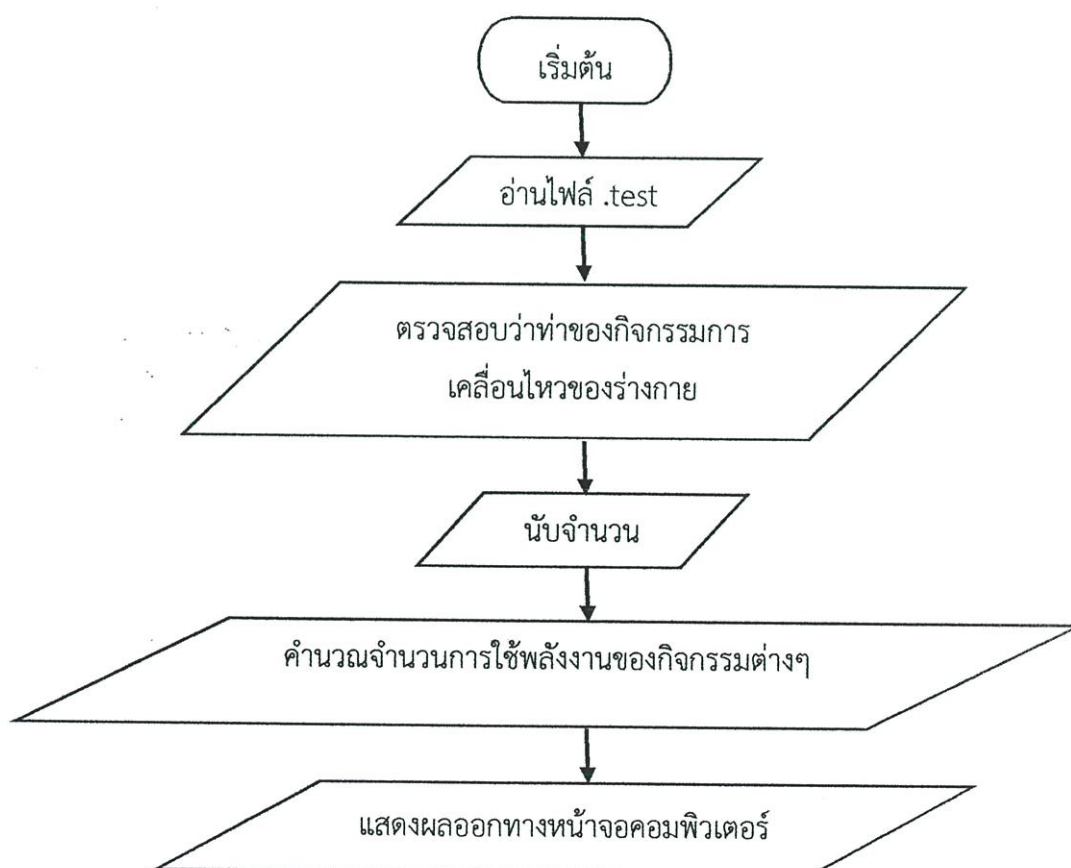 เริ่มต้น
อ่านไฟล์ .test
ตรวจสอบว่าท่าของกิจกรรมการ
เคลื่อนไหวของร่างกาย
นับจำนวน
คำนวณจำนวนการใช้พลังงานของกิจกรรมต่างๆ
แสดงผลออกทางหน้าจอคอมพิวเตอร์